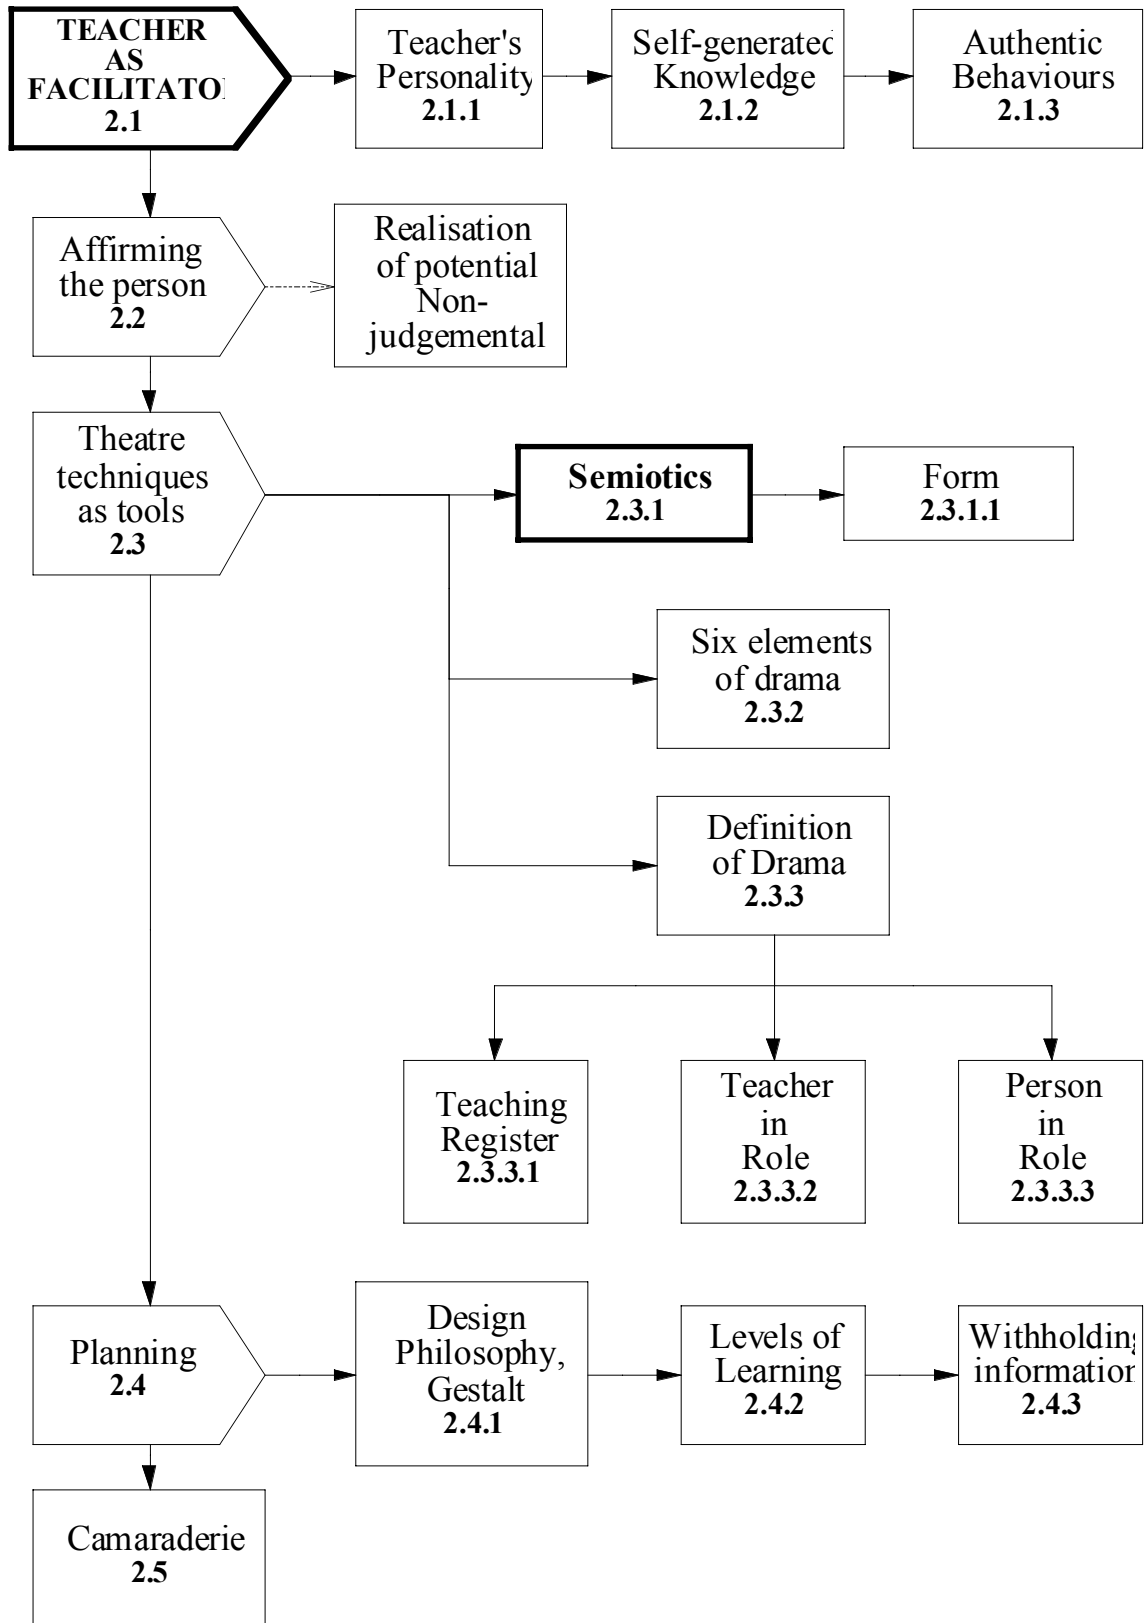 TEACHER
AS
FACILITATO
2.1
Teacher's
Personality
2.1.1
Self-generated
Knowledge
2.1.2
Authentic
Behaviours
2.1.3
Affirming
the person
2.2
Realisation
of potential
Non-
judgemental
Theatre
techniques
as tools
2.3
Semiotics
2.3.1
Form
2.3.1.1
Six elements
of drama
2.3.2
Definition
of Drama
2.3.3
Teaching
Register
2.3.3.1
Teacher
in
Role
2.3.3.2
Person
in
Role
2.3.3.3
Planning
2.4
Design
Philosophy,
Gestalt
2.4.1
Levels of
Learning
2.4.2
Withholding
information
2.4.3
Camaraderie
2.5